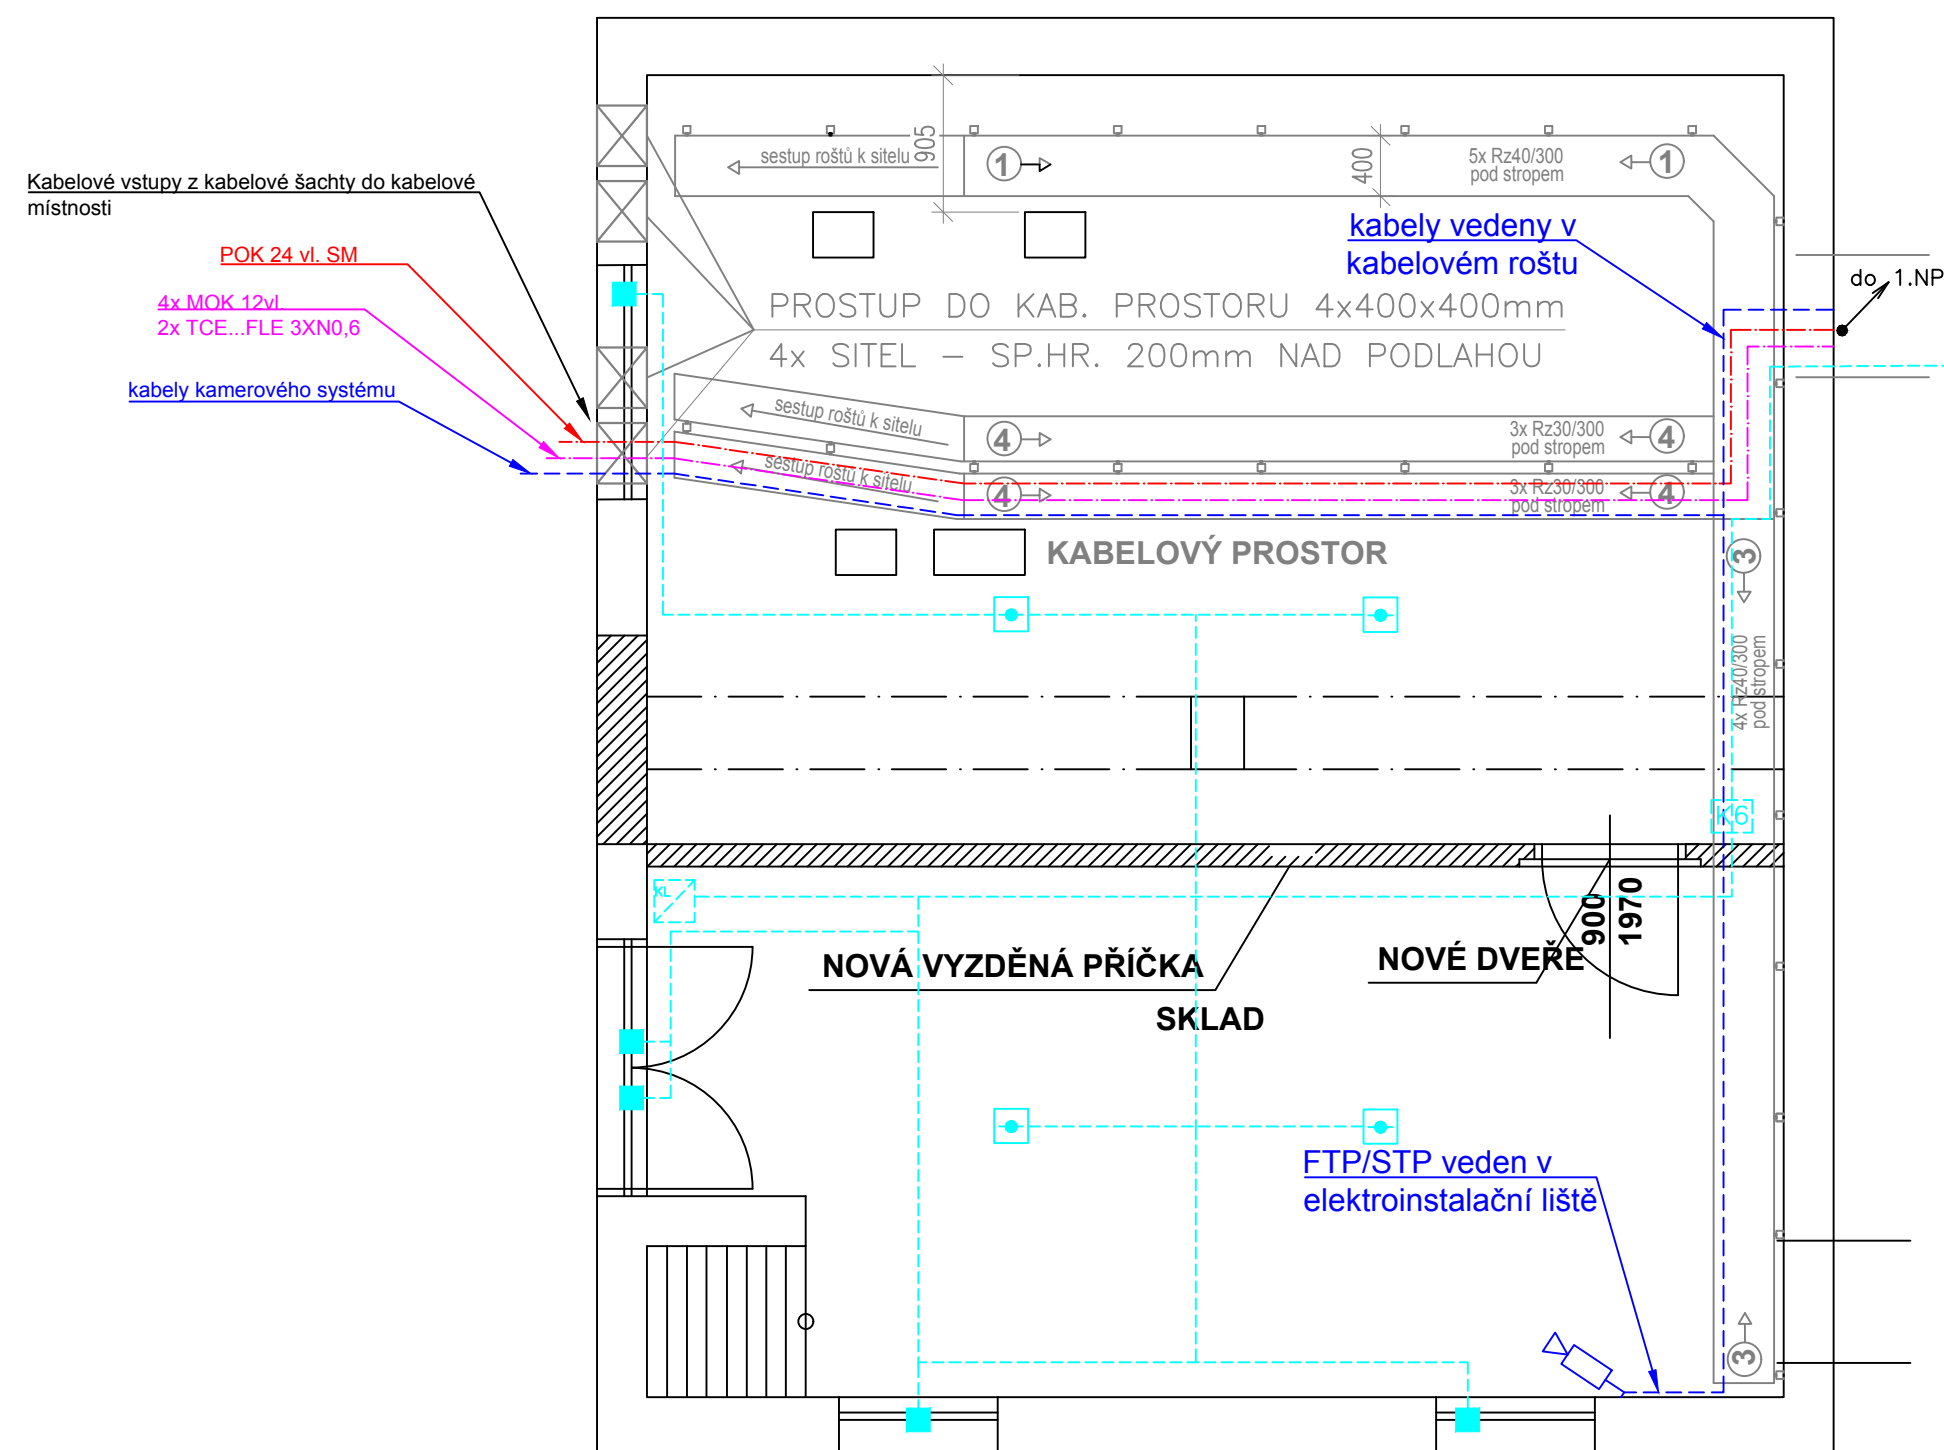 sestup roštů k sitelu
905
1
400
5x Rz40/300
pod stropem
1
Kabelové vstupy z kabelové šachty do kabelové
místnosti
POK 24 vl. SM
4x MOK 12vl.
2x TCE...FLE 3XN0,6
kabely kamerového systému
kabely vedeny v
kabelovém roštu
do 1.NP
PROSTUP DO KAB. PROSTORU 4x400x400mm
4x SITEL – SP.HR. 200mm NAD PODLAHOU
sestup roštů k sitelu
4
3x Rz30/300
pod stropem
4
sestup roštů k sitelu
4
3x Rz30/300
pod stropem
4
KABELOVÝ PROSTOR
3
4x Rz40/300
pod stropem
K6
XL
900
1970
NOVÁ VYZDĚNÁ PŘÍČKA
NOVÉ DVEŘE
SKLAD
FTP/STP veden v
elektroinstalační liště
3